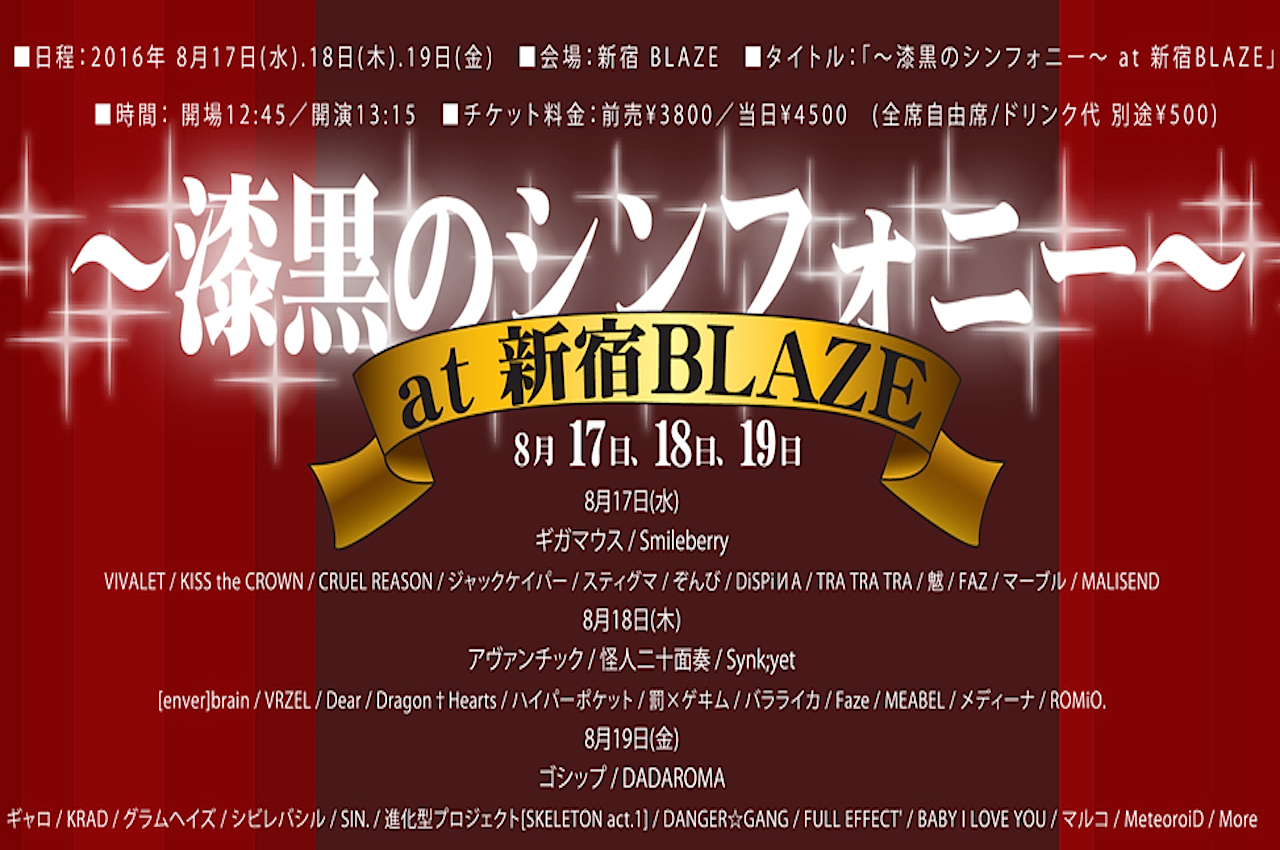 ■日程：2016年 8月17日(水).18日(木).19日(金) ■会場：新宿 BLAZE ■タイトル：「～漆黒のシンフォニー～ at 新宿BLAZE」
■時間： 開場12:45／開演13:15 ■チケット料金：前売¥3800／当日¥4500 (全席自由席/ドリンク代 別途¥500)
～漆黒のシンフォニー～
at 新宿BLAZE
8月 17日、18日、19日
8月17日(水)
ギガマウス / Smileberry
VIVALET / KISS the CROWN / CRUEL REASON / ジャックケイパー / スティグマ / ぞんび / DiSPiИA / TRA TRA TRA / 魃 / FAZ / マーブル / MALISEND
8月18日(木)
アヴァンチック / 怪人二十面奏 / Synk;yet
[enver]brain / VRZEL / Dear / Dragon†Hearts / ハイパーポケット / 罰×ゲヰム / バラライカ / Faze / MEABEL / メディーナ / ROMiO.
8月19日(金)
ゴシップ / DADAROMA
ギャロ / KRAD / グラムヘイズ / シビレバシル / SIN. / 進化型プロジェクト[SKELETON act.1] / DANGER☆GANG / FULL EFFECT' / BABY I LOVE YOU / マルコ / MeteoroiD / More